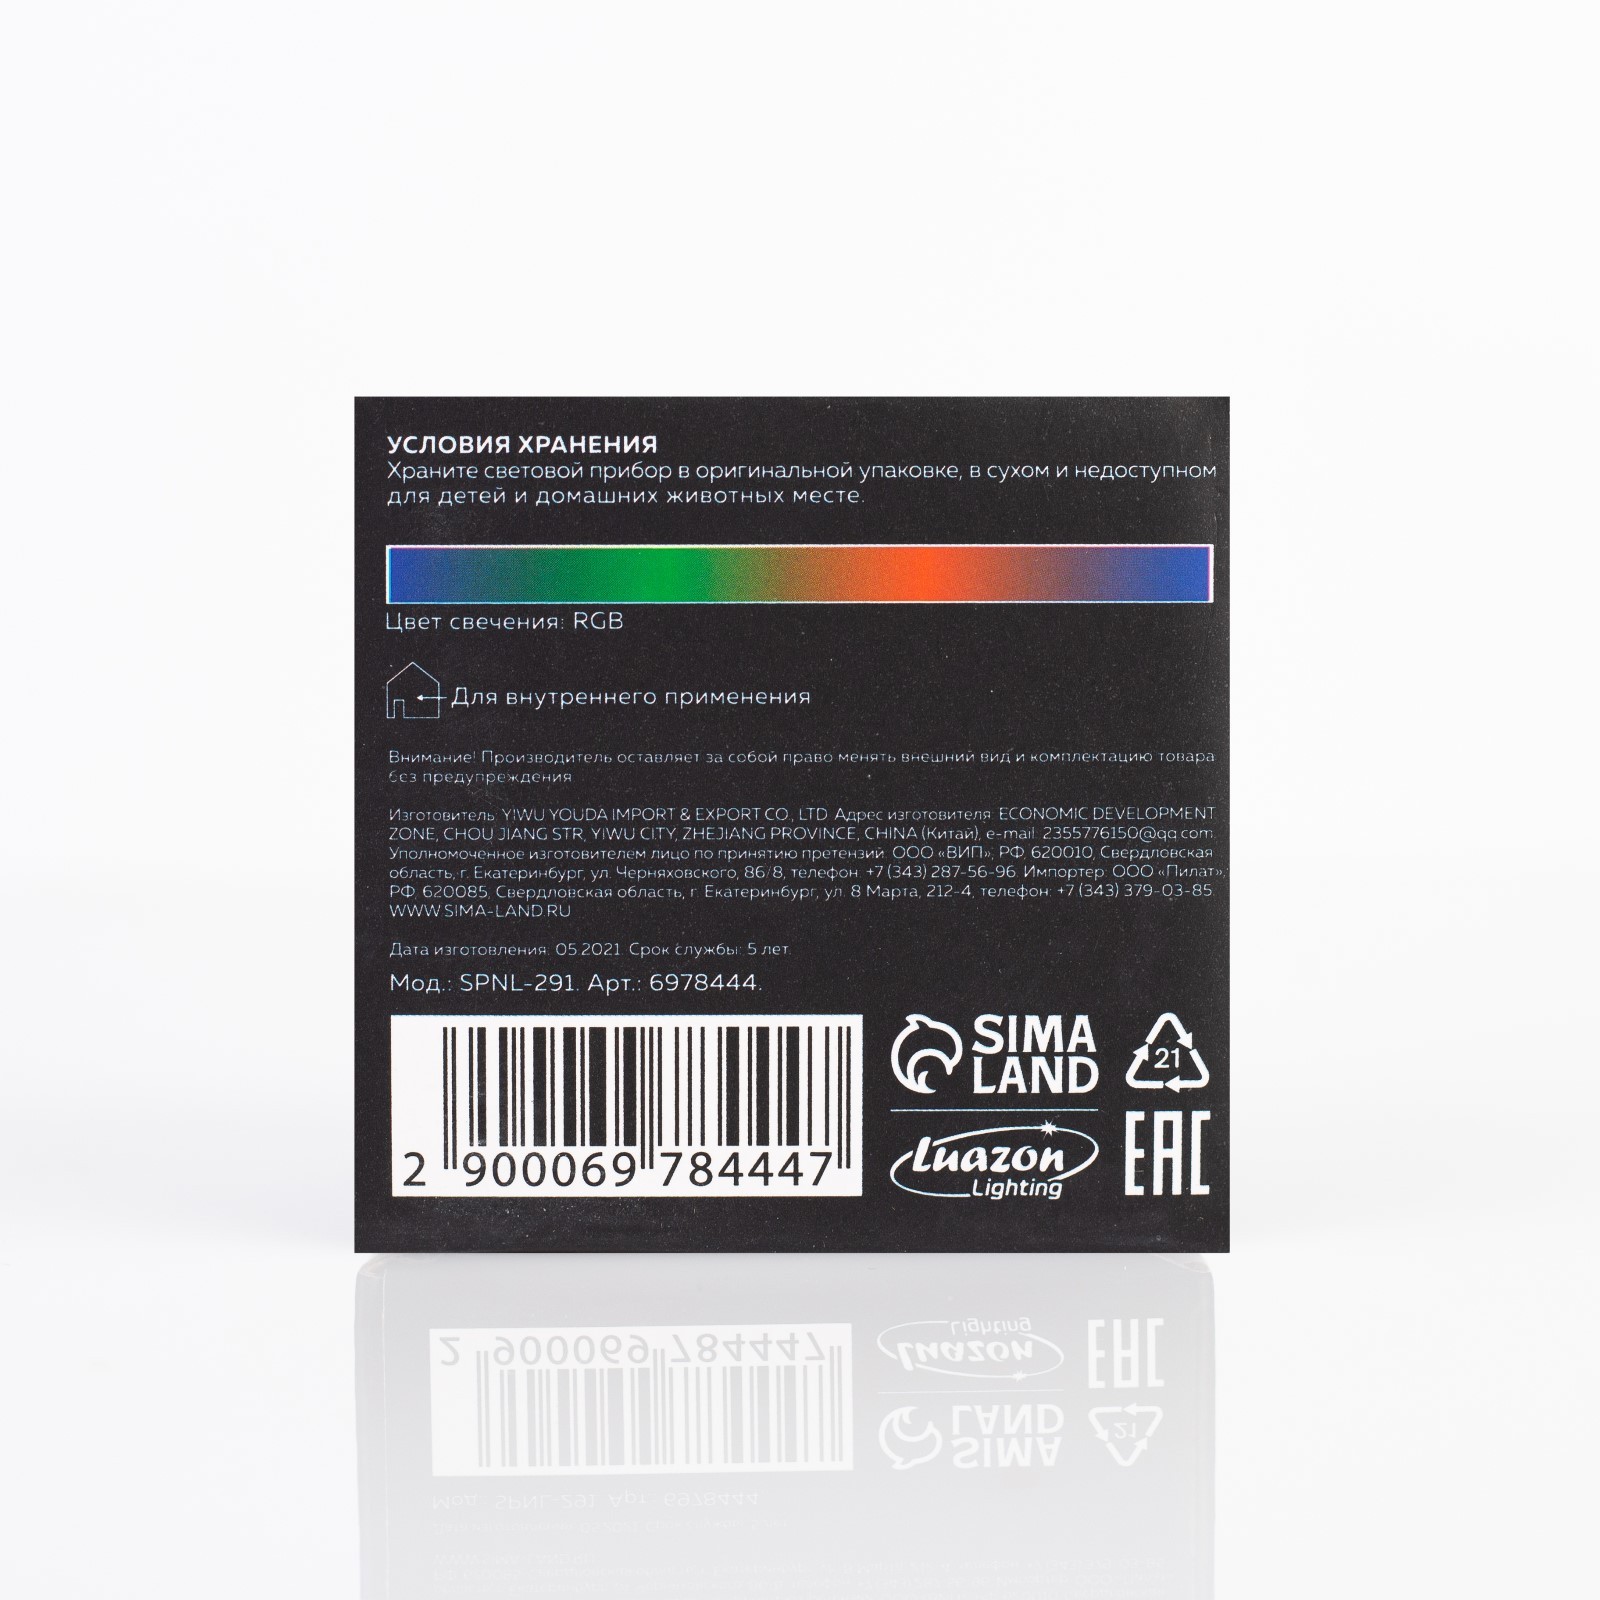 УСЛОВИЯ ХРАНЕНИЯ
Храните световой прибор в оригинальной упаковке, в сухом и недоступном
для детей и домашних животных месте.
Цвет свечения: RGB
Для внутреннего применения
Внимание! Производитель оставляет за собой право менять внешний вид и комплектацию товара
без предупреждения
Изготовитель: YIWU YOUDA IMPORT & EXPORT CO., LTD. Адрес изготовителя: ECONOMIC DEVELOPMENT
ZONE, CHOU JIANG STR, YIWU CITY, ZHEJIANG PROVINCE, CHINA (Китай), e-mail: 2355776150@qq.com.
Уполномоченное изготовителем лицо по принятию претензий: ООО «ВИП», РФ, 620010, Свердловская
область, г. Екатеринбург, ул. Черняховского, 86/8, телефон: +7 (343) 287-56-96. Импортер: ООО «Пилат»,
РФ, 620085, Свердловская область, г. Екатеринбург, ул. 8 Марта, 212-4, телефон: +7 (343) 379-03-85.
WWW.SIMA-LAND.RU
Дата изготовления: 05.2021. Срок службы: 5 лет.
Мод.: SPNL-291. Арт.: 6978444.
2 900069 784447
SIMA
LAND
21
Luazon
Lighting
EAC